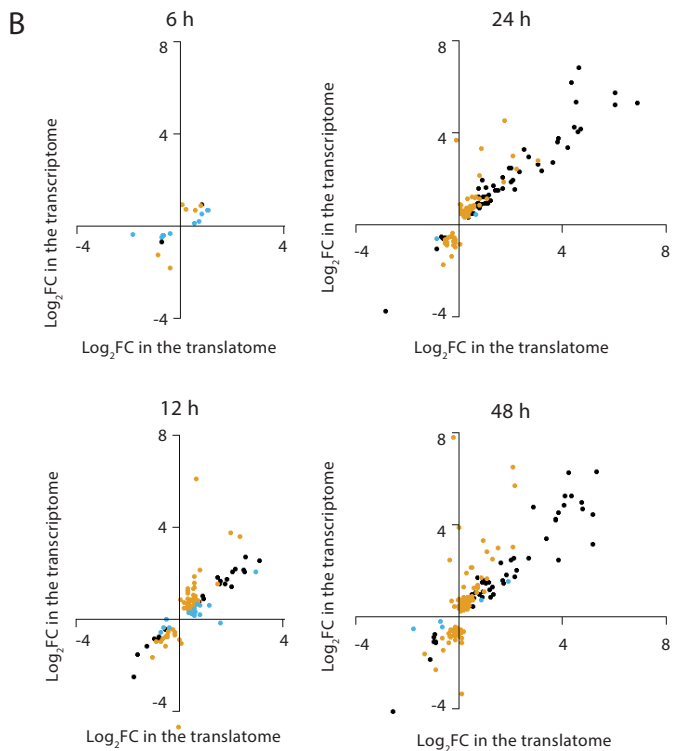 B
6 h
8
4
-4
4
-4
Log2FC in the transcriptome
Log2FC in the translatome
24 h
8
4
-4
4
8
-4
Log2FC in the transcriptome
Log2FC in the translatome
12 h
8
4
-4
4
-4
Log2FC in the transcriptome
Log2FC in the translatome
48 h
8
4
-4
4
8
-4
Log2FC in the transcriptome
Log2FC in the translatome